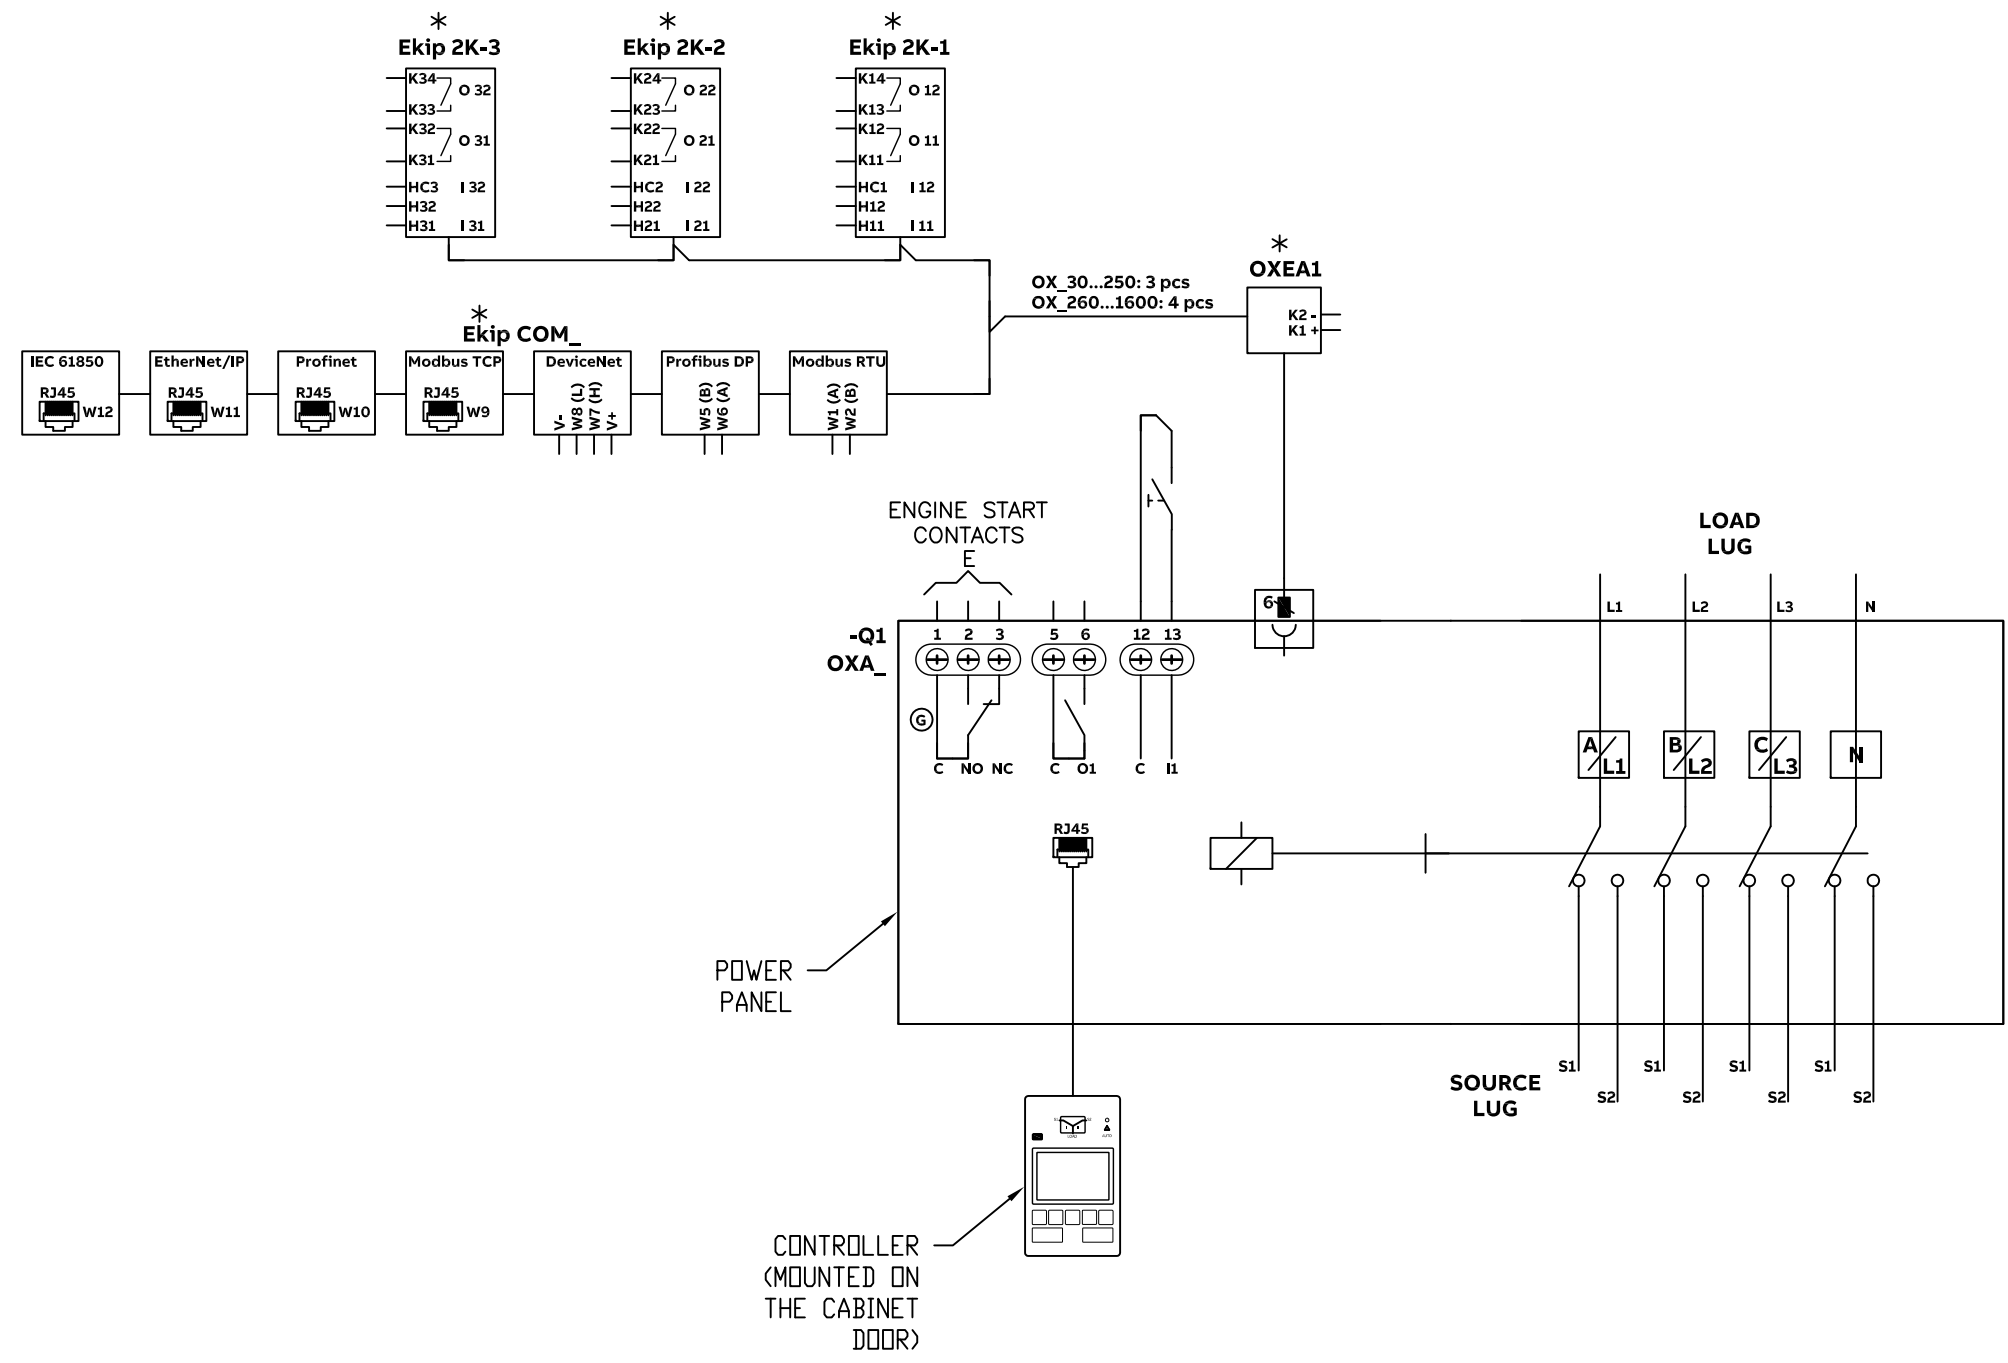 *
Ekip 2K-3
K34
O 32
K33
K32
O 31
K31
HC3 I 32
H32
H31 I 31
*
Ekip 2K-2
K24
O 22
K23
K22
O 21
K21
HC2 I 22
H22
H21 I 21
*
Ekip 2K-1
K14
O 12
K13
K12
O 11
K11
HC1 I 12
H12
H11 I 11
OX_30...250: 3 pcs
OX_260...1600: 4 pcs
*
OXEA1
K2 -
K1 +
*
Ekip COM_
IEC 61850
RJ45
W12
EtherNet/IP
RJ45
W11
Profinet
RJ45
W10
Modbus TCP
RJ45
W9
DeviceNet
V-
W8 (L)
W7 (H)
V+
Profibus DP
W5 (B)
W6 (A)
Modbus RTU
W1 (A)
W2 (B)
ENGINE START
CONTACTS
E
6
LOAD
LUG
L1 L2 L3 N
-Q1
OXA_
1 2 3 5 6 12 13
G
C NO NC C O1 C I1
A
L1
B
L2
C
L3
N
RJ45
POWER
PANEL
SOURCE
LUG
S1 S1 S1 S1
S2 S2 S2 S2
LOAD
AUTO
CONTROLLER
(MOUNTED ON
THE CABINET
DOOR)